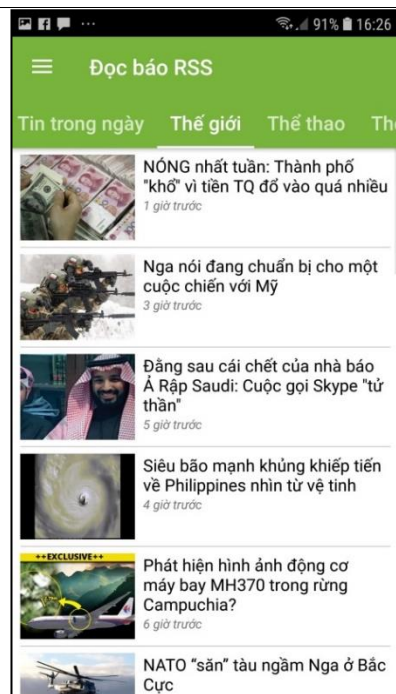 91% 16:26
Đọc báo RSS
Tin trong ngày Thế giới Thể thao Th
NÓNG nhất tuần: Thành phố
"khổ" vì tiền TQ đổ vào quá nhiều
1 giờ trước
Nga nói đang chuẩn bị cho một
cuộc chiến với Mỹ
3 giờ trước
Đằng sau cái chết của nhà báo
Ả Rập Saudi: Cuộc gọi Skype "tử
thần"
5 giờ trước
Siêu bão mạnh khủng khiếp tiến
về Philippines nhìn từ vệ tinh
4 giờ trước
++EXCLUSIVE++
Phát hiện hình ảnh động cơ
máy bay MH370 trong rừng
Campuchia?
6 giờ trước
NATO “săn” tàu ngầm Nga ở Bắc
Cực